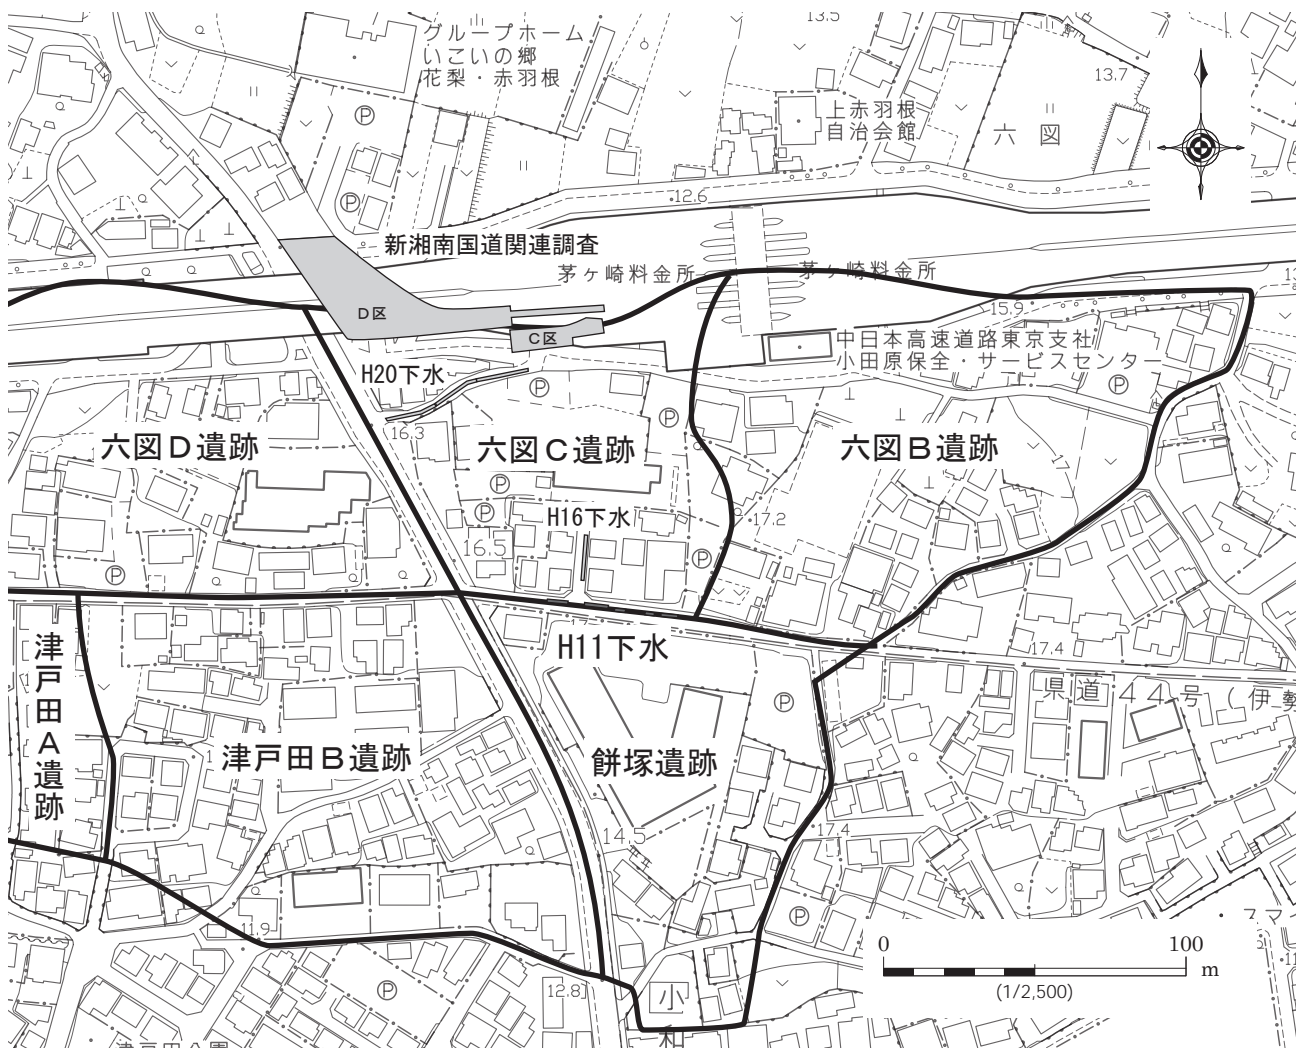 グループホーム
いこいの郷
花梨・赤羽根
13.5
13.7
上赤羽根
自治会館
六図
Ⓟ
Ⓟ
12.6
新湘南国道関連調査
茅ヶ崎料金所
茅ヶ崎料金所
D区
C区
15.9
中日本高速道路東京支社
小田原保全・サービスセンター
H20下水
Ⓟ
Ⓟ
Ⓟ
16.3
六図D遺跡
六図C遺跡
六図B遺跡
Ⓟ
Ⓟ
H16下水
17.2
16.5
Ⓟ
Ⓟ
H11下水
17.4
津戸田A遺跡
県道44号(伊勢
Ⓟ
津戸田B遺跡
餅塚遺跡
14.5
17.4
11.9
Ⓟ
スマ
12.8
Ⓟ
小
和
0
100
m
(1/2,500)